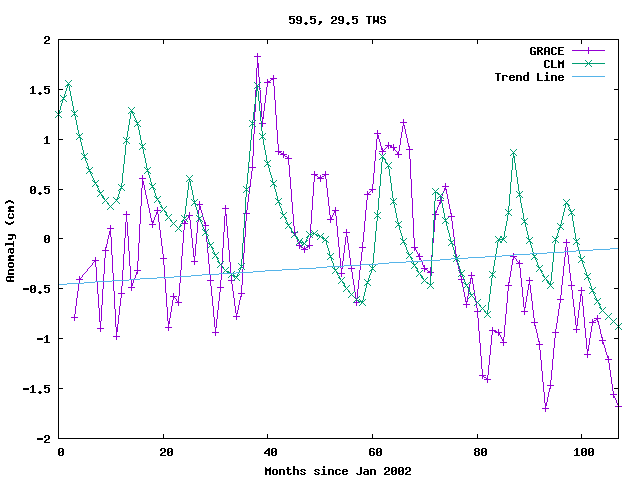 59.5, 29.5 TWS
GRACE
CLM
Trend Line
2
1.5
1
0.5
0
-0.5
-1
-1.5
-2
Anomaly (cm)
0 20 40 60 80 100
Months since Jan 2002